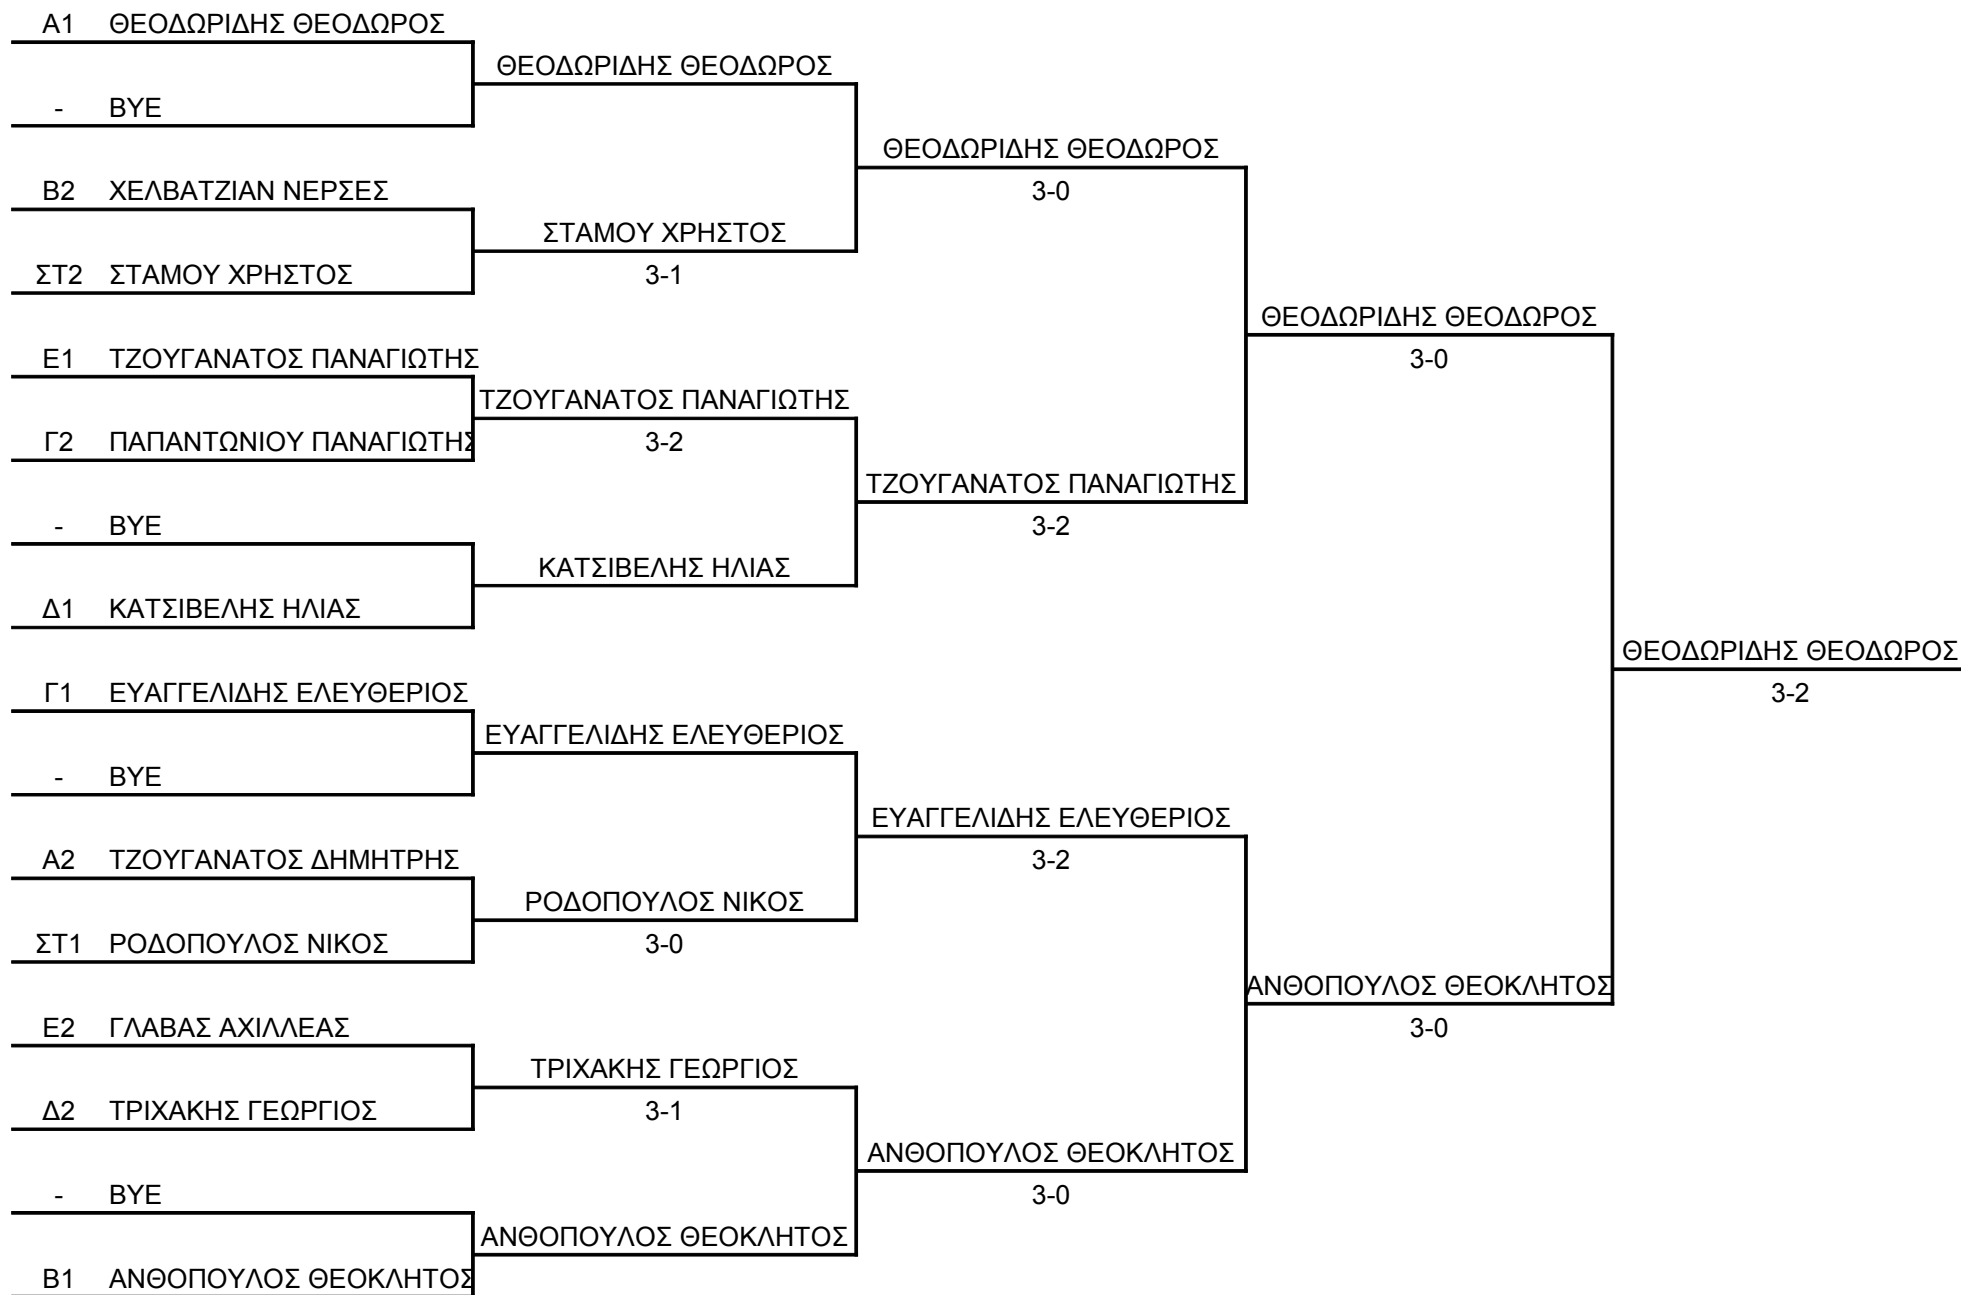 Α1 ΘΕΟΔΩΡΙΔΗΣ ΘΕΟΔΩΡΟΣ
ΘΕΟΔΩΡΙΔΗΣ ΘΕΟΔΩΡΟΣ
- BYE
ΘΕΟΔΩΡΙΔΗΣ ΘΕΟΔΩΡΟΣ
Β2 ΧΕΛΒΑΤΖΙΑΝ ΝΕΡΣΕΣ 3-0
ΣΤΑΜΟΥ ΧΡΗΣΤΟΣ
ΣΤ2 ΣΤΑΜΟΥ ΧΡΗΣΤΟΣ 3-1
ΘΕΟΔΩΡΙΔΗΣ ΘΕΟΔΩΡΟΣ
Ε1 ΤΖΟΥΓΑΝΑΤΟΣ ΠΑΝΑΓΙΩΤΗΣ 3-0
ΤΖΟΥΓΑΝΑΤΟΣ ΠΑΝΑΓΙΩΤΗΣ
Γ2 ΠΑΠΑΝΤΩΝΙΟΥ ΠΑΝΑΓΙΩΤΗΣ 3-2
ΤΖΟΥΓΑΝΑΤΟΣ ΠΑΝΑΓΙΩΤΗΣ
- BYE 3-2
ΚΑΤΣΙΒΕΛΗΣ ΗΛΙΑΣ
Δ1 ΚΑΤΣΙΒΕΛΗΣ ΗΛΙΑΣ
ΘΕΟΔΩΡΙΔΗΣ ΘΕΟΔΩΡΟΣ
Γ1 ΕΥΑΓΓΕΛΙΔΗΣ ΕΛΕΥΘΕΡΙΟΣ 3-2
ΕΥΑΓΓΕΛΙΔΗΣ ΕΛΕΥΘΕΡΙΟΣ
- BYE
ΕΥΑΓΓΕΛΙΔΗΣ ΕΛΕΥΘΕΡΙΟΣ
Α2 ΤΖΟΥΓΑΝΑΤΟΣ ΔΗΜΗΤΡΗΣ 3-2
ΡΟΔΟΠΟΥΛΟΣ ΝΙΚΟΣ
ΣΤ1 ΡΟΔΟΠΟΥΛΟΣ ΝΙΚΟΣ 3-0
ΑΝΘΟΠΟΥΛΟΣ ΘΕΟΚΛΗΤΟΣ
Ε2 ΓΛΑΒΑΣ ΑΧΙΛΛΕΑΣ 3-0
ΤΡΙΧΑΚΗΣ ΓΕΩΡΓΙΟΣ
Δ2 ΤΡΙΧΑΚΗΣ ΓΕΩΡΓΙΟΣ 3-1
ΑΝΘΟΠΟΥΛΟΣ ΘΕΟΚΛΗΤΟΣ
- BYE 3-0
ΑΝΘΟΠΟΥΛΟΣ ΘΕΟΚΛΗΤΟΣ
Β1 ΑΝΘΟΠΟΥΛΟΣ ΘΕΟΚΛΗΤΟΣ